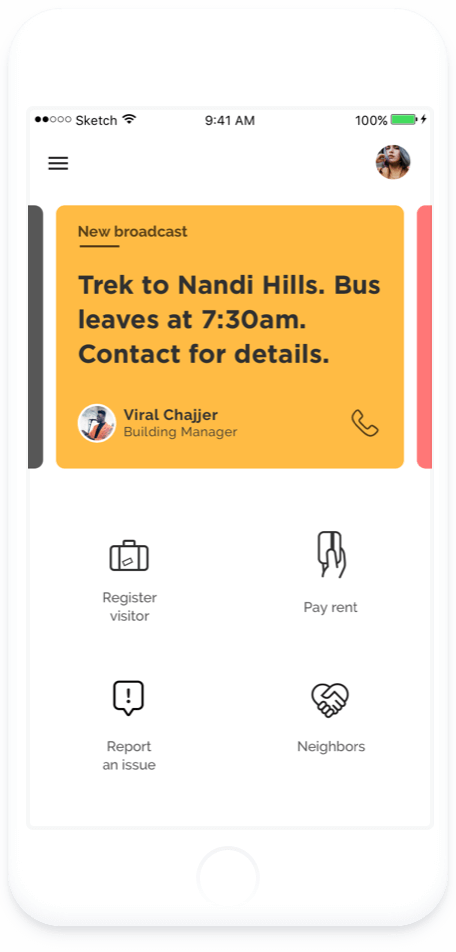 Sketch 9:41 AM 100%
New broadcast
Trek to Nandi Hills. Bus
leaves at 7:30am.
Contact for details.
Viral Chajjer
Building Manager
Register
visitor
Pay rent
Report
an issue
Neighbors